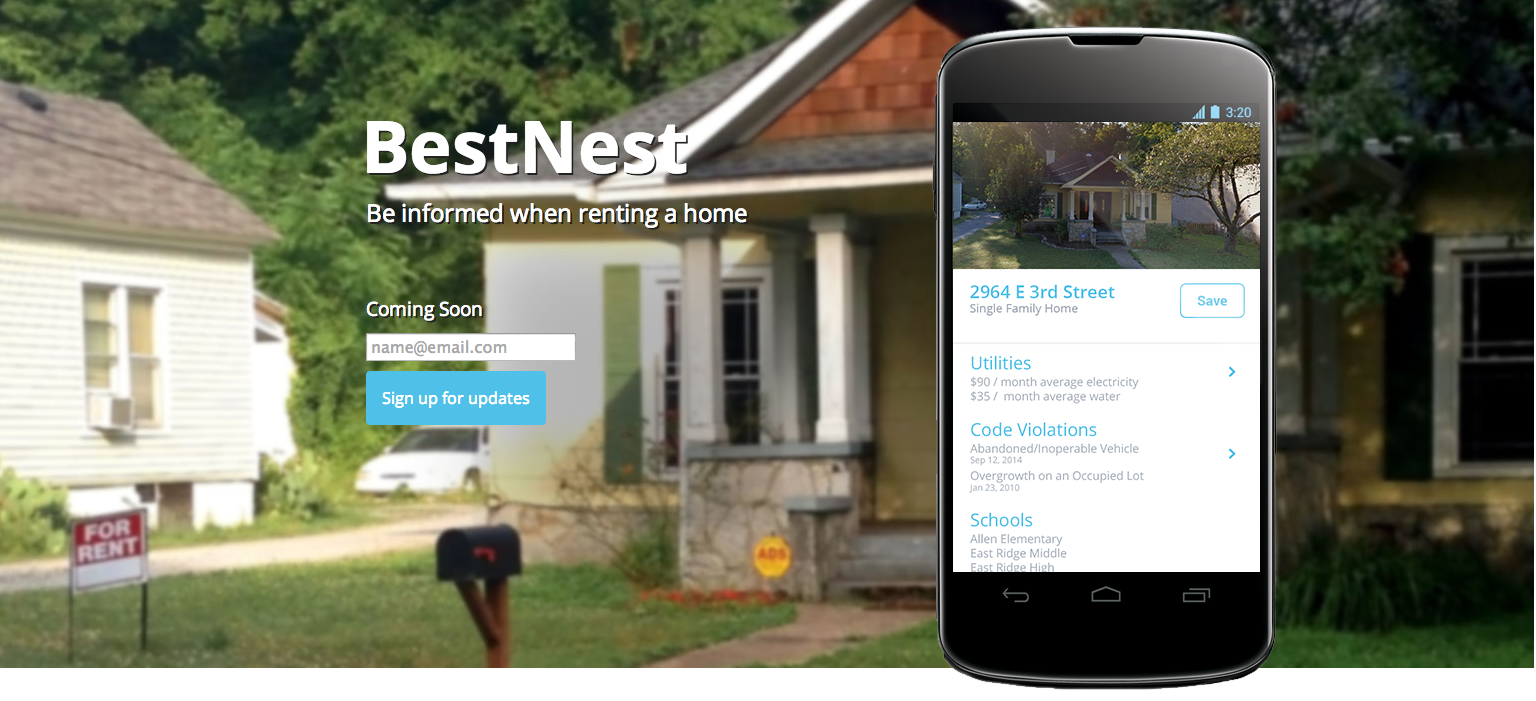 BestNest
Be informed when renting a home
Coming Soon
name@email.com
Sign up for updates
FOR
RENT
ADS
3:20
2964 E 3rd Street
Single Family Home
Save
Utilities
$90 / month average electricity
$35 /  month average water
Code Violations
Abandoned/Inoperable Vehicle
Sep 12, 2014
Overgrowth on an Occupied Lot
Jan 23, 2010
Schools
Allen Elementary
East Ridge Middle
East Ridge High